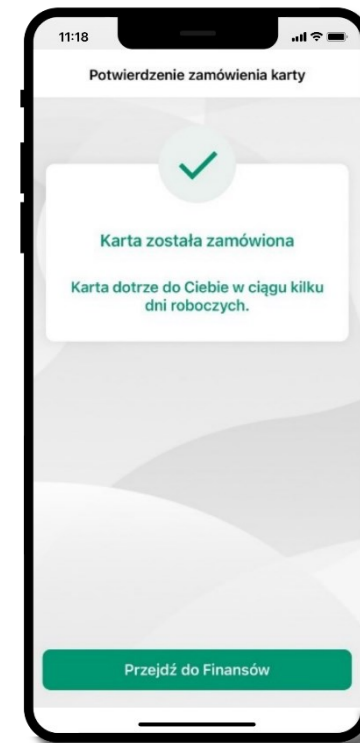 11:18
Potwierdzenie zamówienia karty
Karta została zamówiona
Karta dotrze do Ciebie w ciągu kilku
dni roboczych.
Przejdź do Finansów